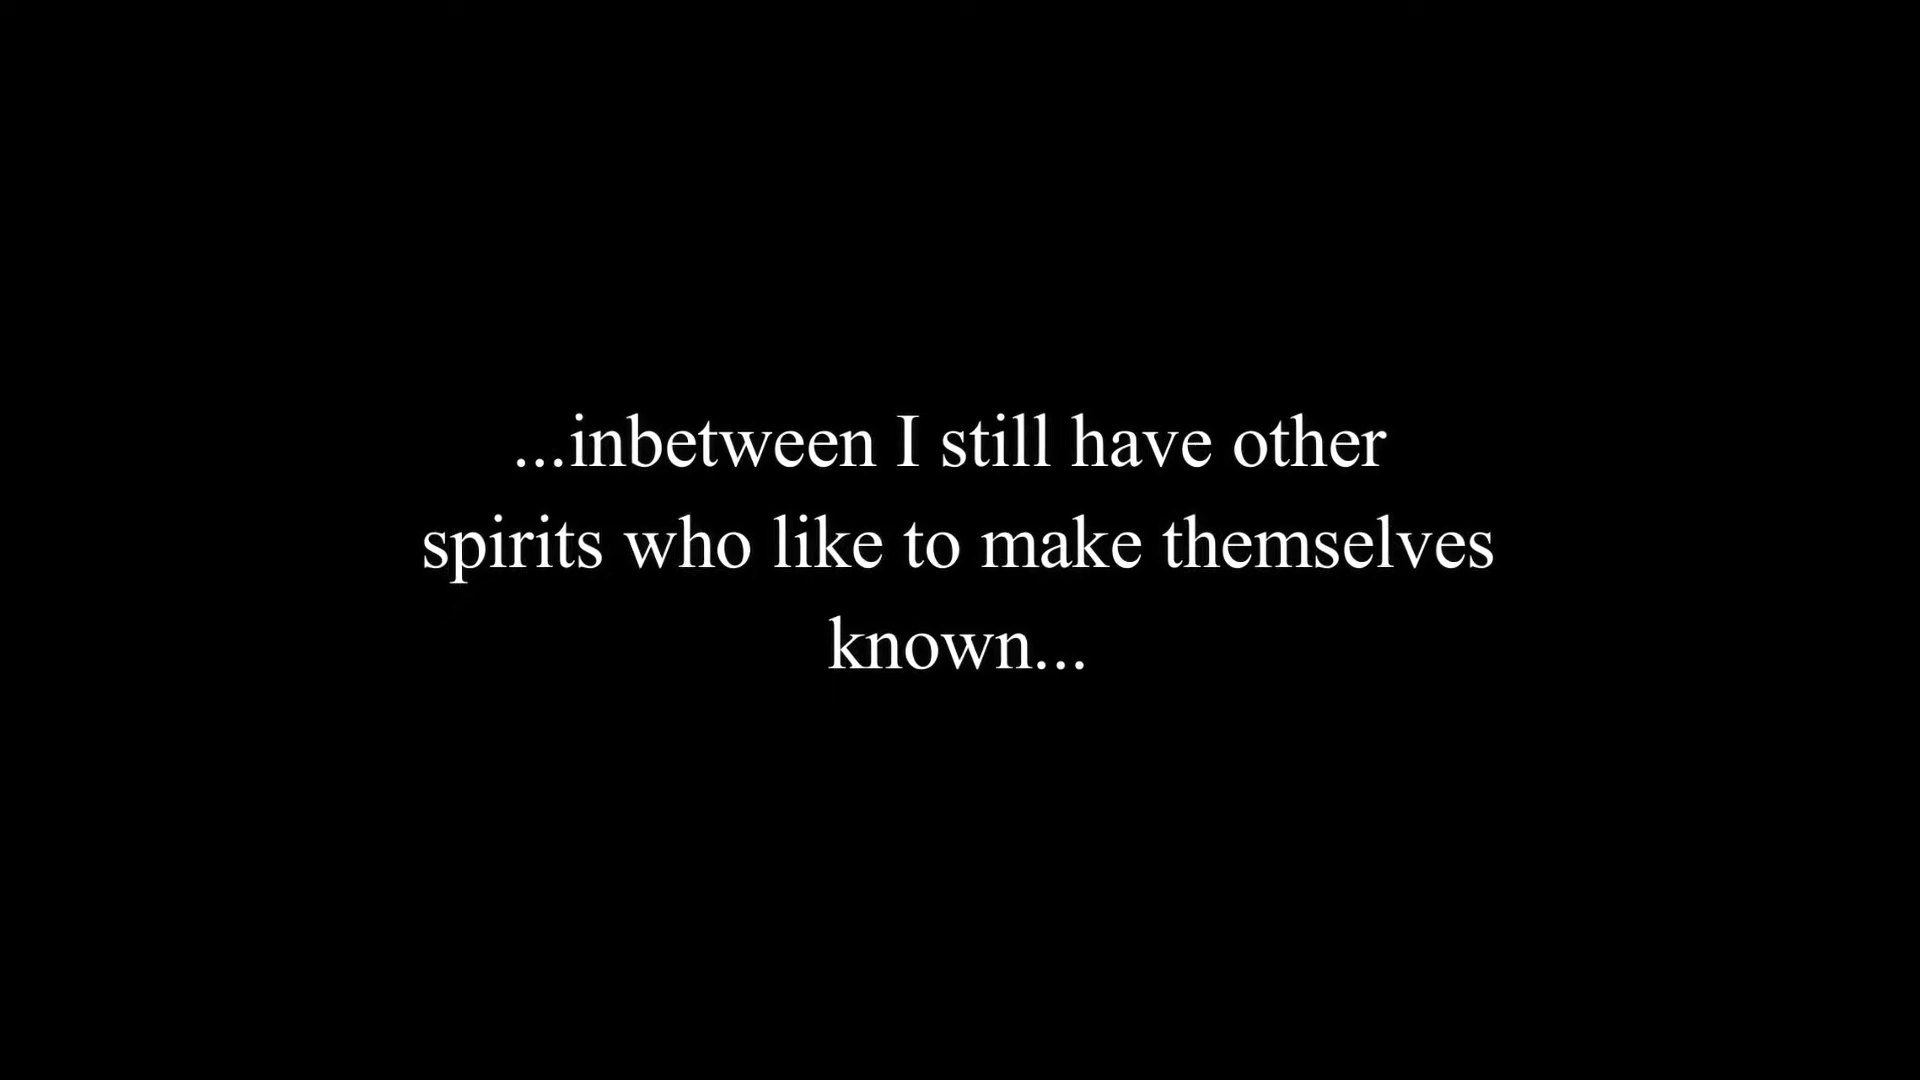 ...inbetween I still have other
spirits who like to make themselves
known...